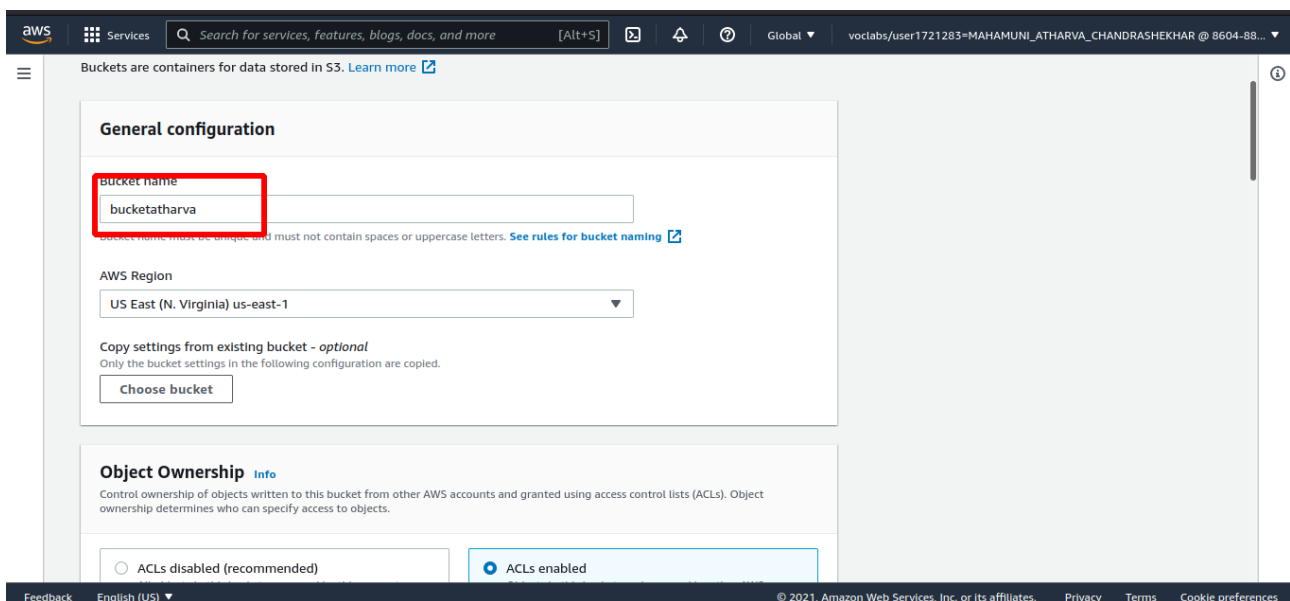 aws Services Search for services, features, blogs, docs, and more [Alt+S] Global ▼ voclabs/user1721283=MAHAMUNI_ATHARVA_CHANDRASHEKHAR @ 8604-88... ▼
Buckets are containers for data stored in S3. Learn more
General configuration
Bucket name
bucketatharva
Bucket name must be unique and must not contain spaces or uppercase letters. See rules for bucket naming
AWS Region
US East (N. Virginia) us-east-1
Copy settings from existing bucket - optional
Only the bucket settings in the following configuration are copied.
Choose bucket
Object Ownership Info
Control ownership of objects written to this bucket from other AWS accounts and granted using access control lists (ACLs). Object
ownership determines who can specify access to objects.
ACLs disabled (recommended) ACLs enabled
Feedback English (US) ▼ © 2021, Amazon Web Services, Inc. or its affiliates. Privacy Terms Cookie preferences